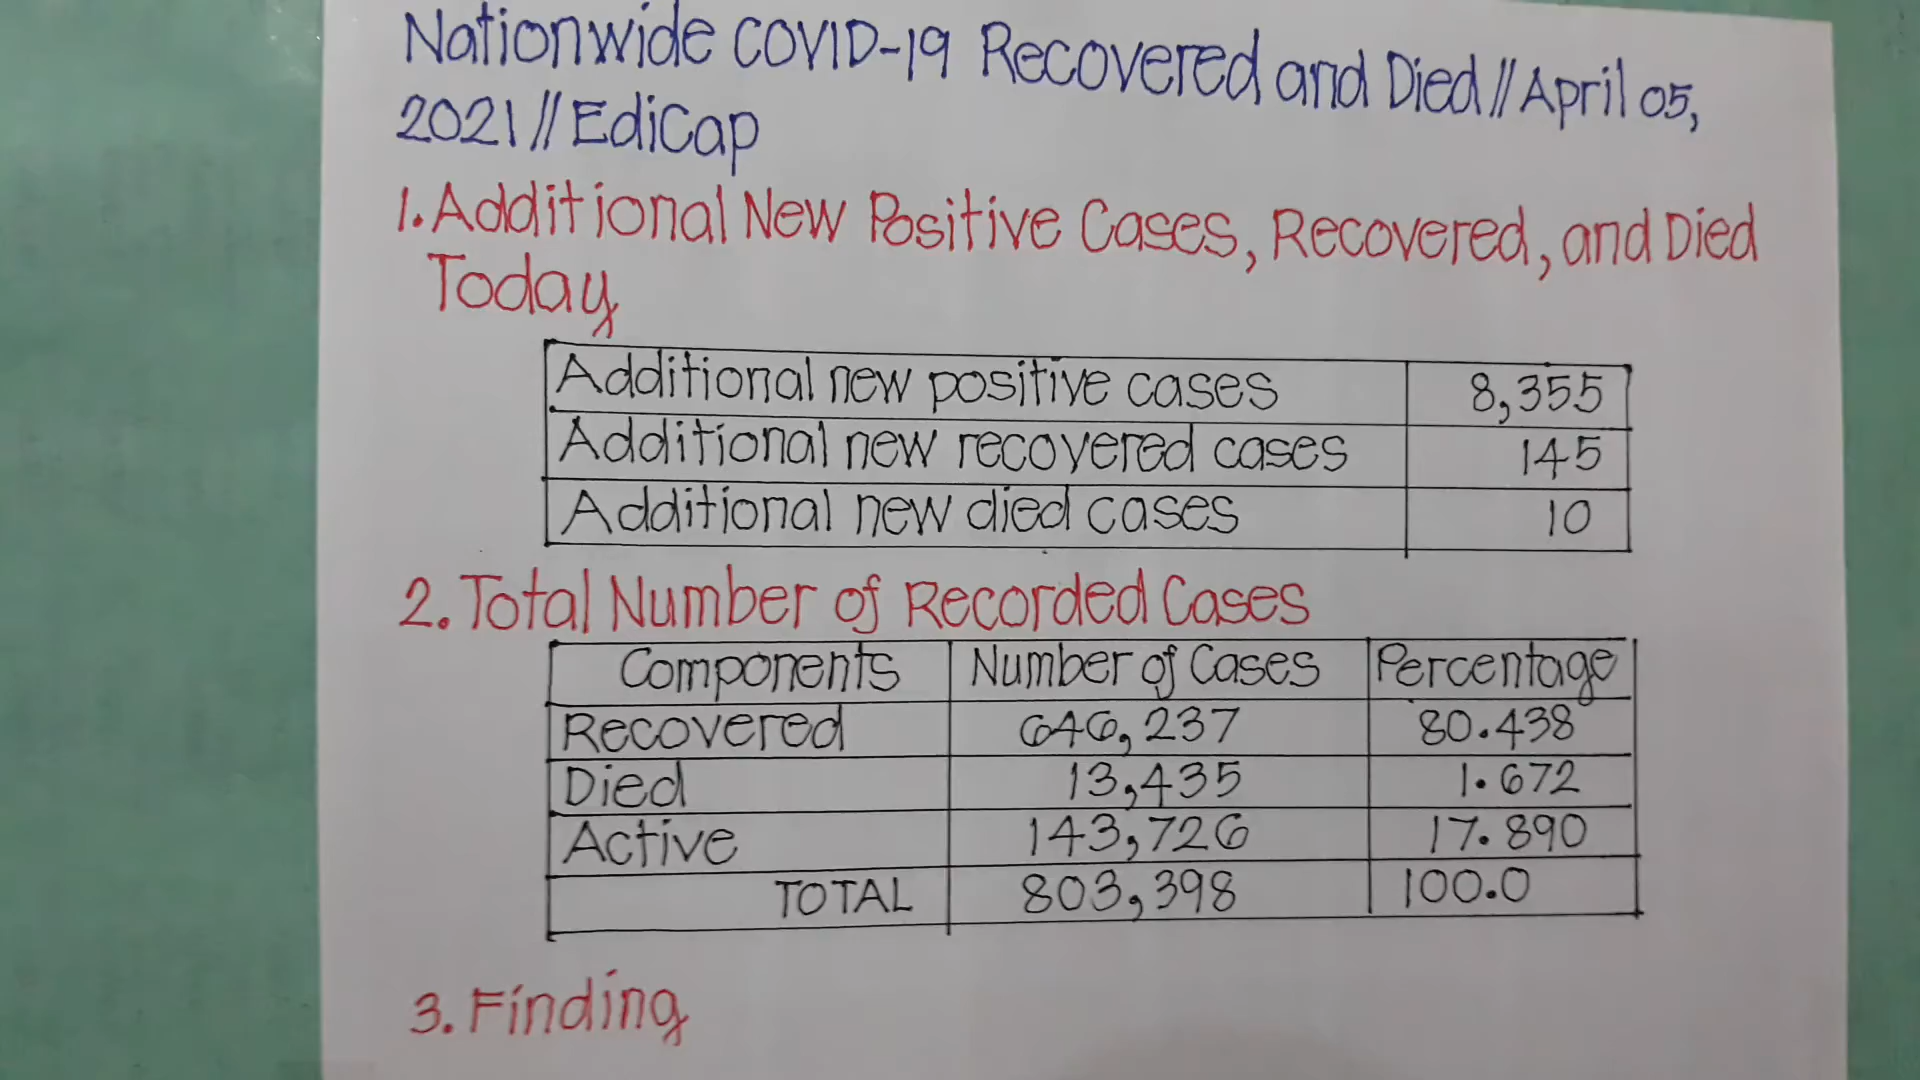 Nationwide COVID-19 Recovered and Died // April 05,
2021 // EdiCap
1. Additional New Positive Cases, Recovered, and Died
Today
Additional new positive cases 8,355
Additional new recovered cases 145
Additional new died cases 10
2. Total Number of Recorded Cases
Components Number of Cases Percentage
Recovered 646,237 80.438
Died 13,435 1.672
Active 143,726 17.890
TOTAL 803,398 100.0
3. Finding